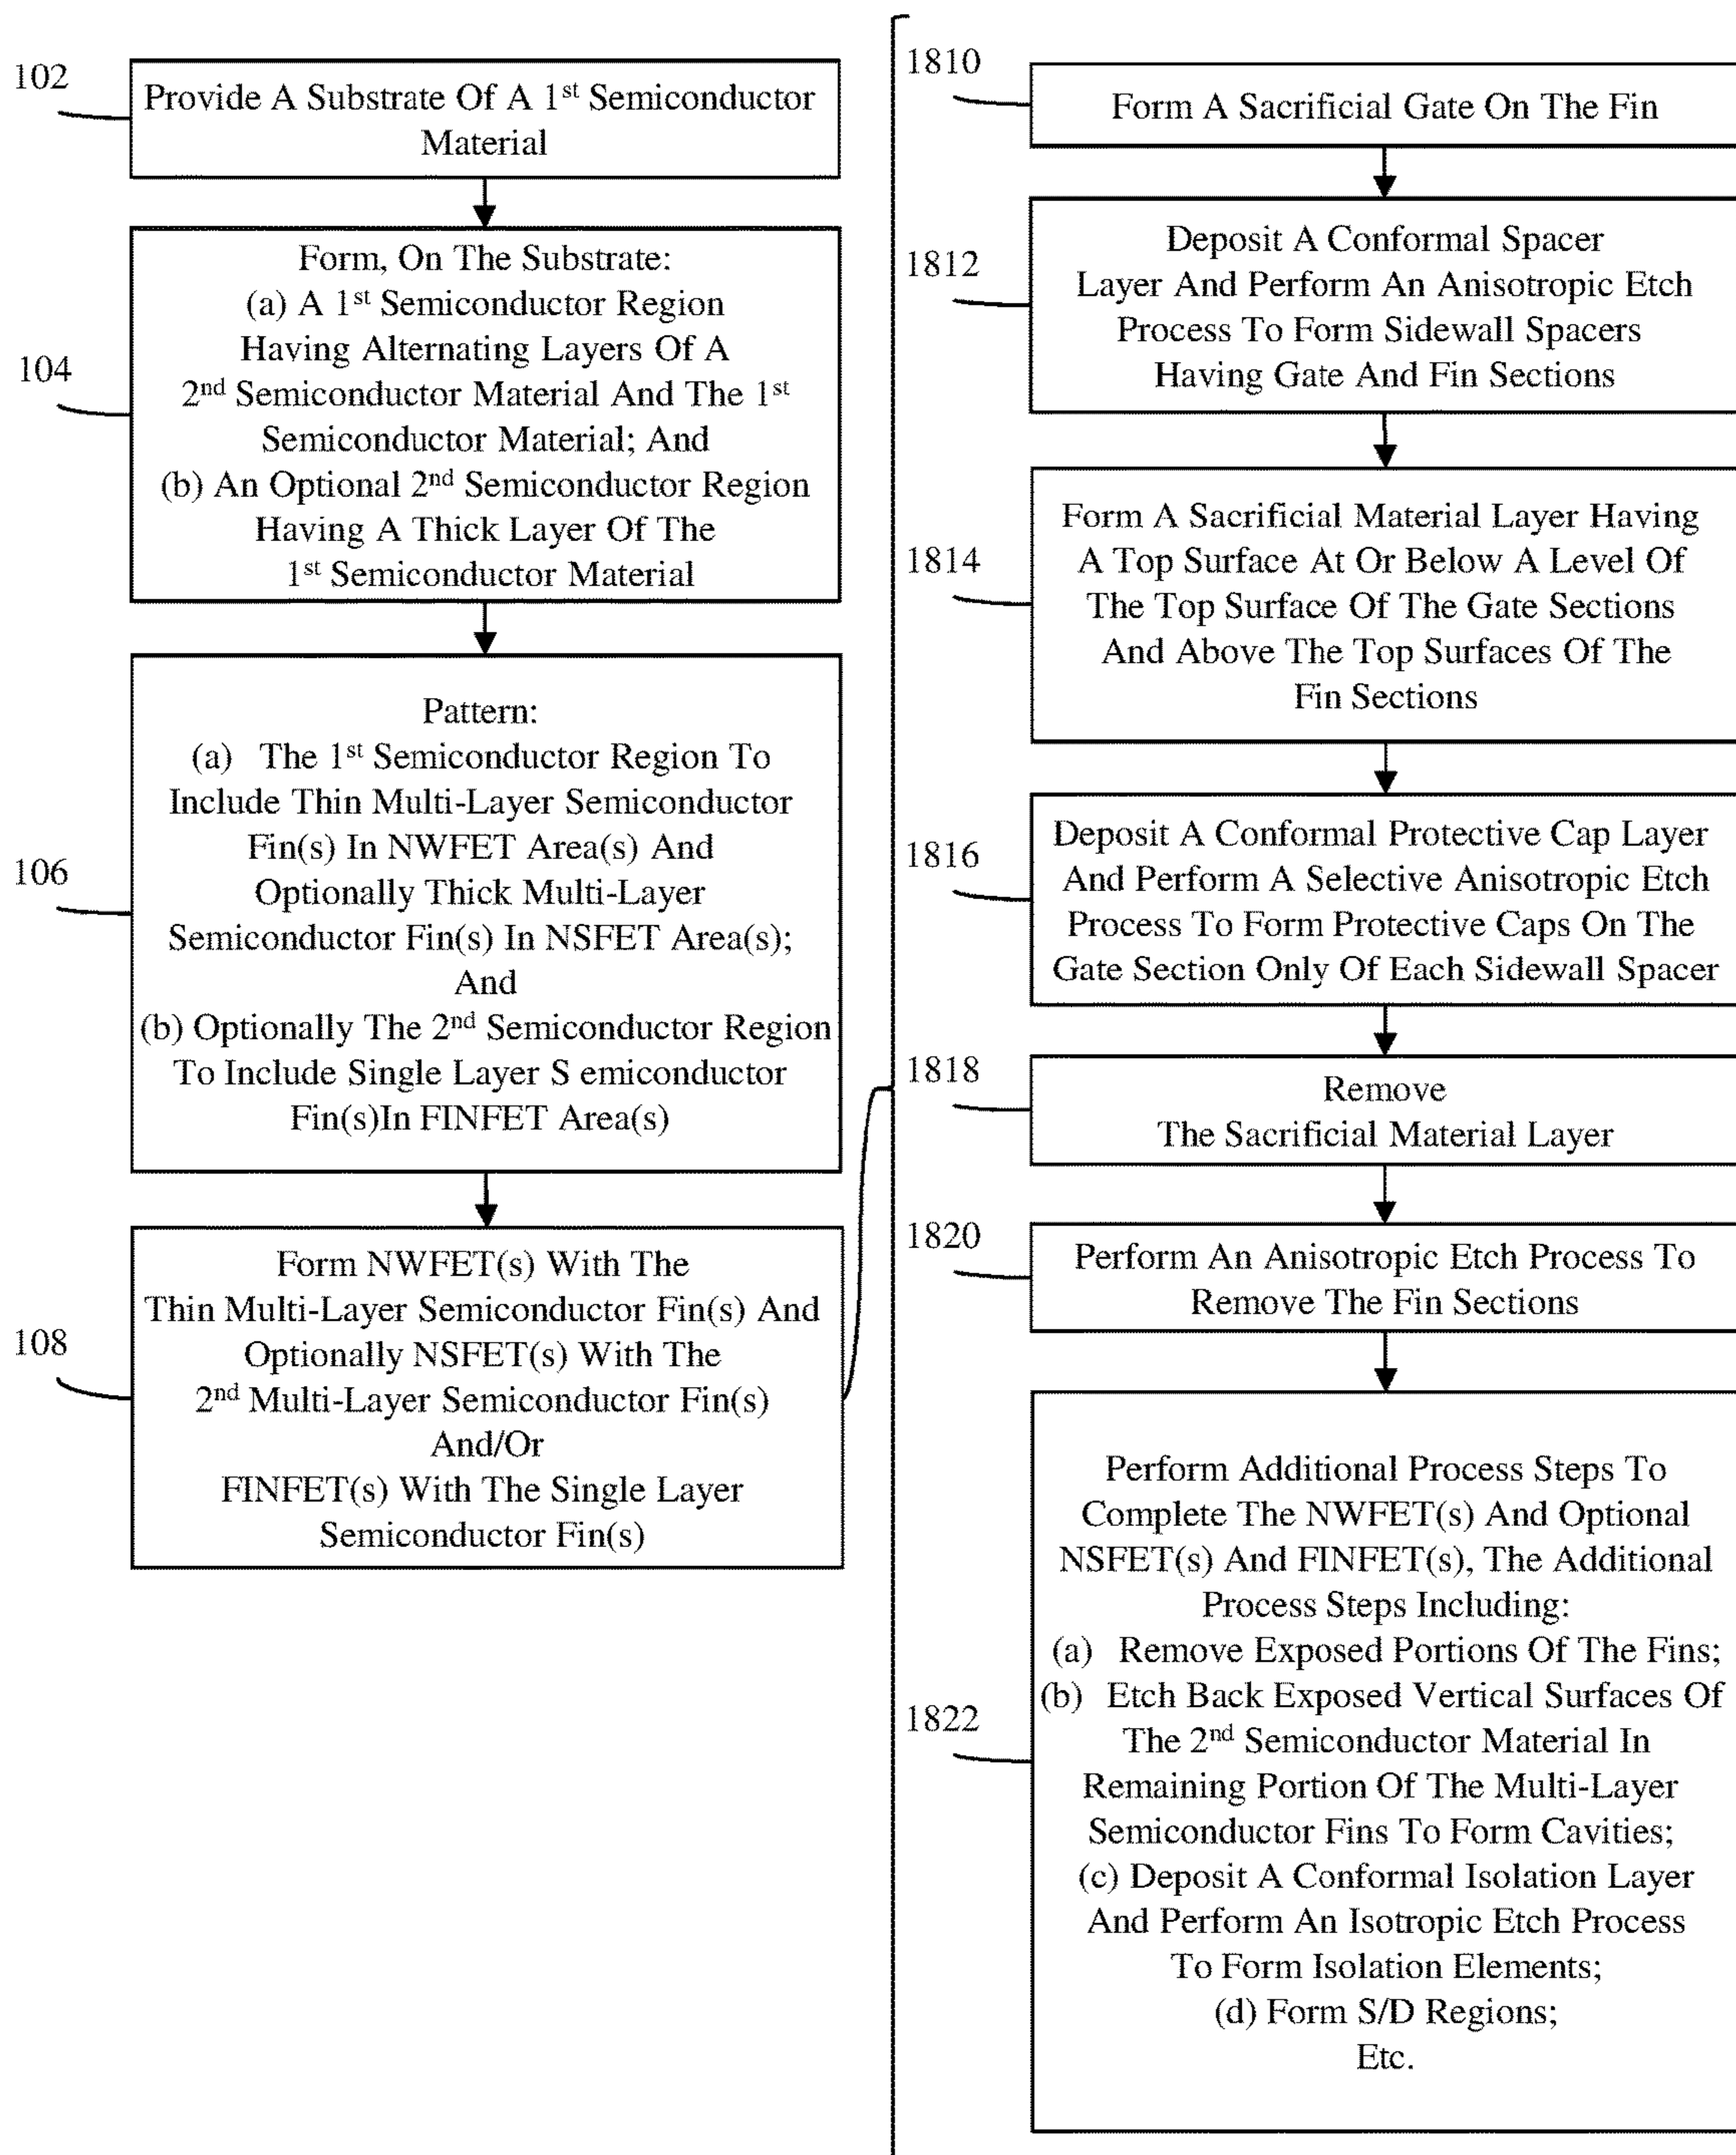 102
Provide A Substrate Of A 1st Semiconductor
Material
104
Form, On The Substrate:
(a) A 1st Semiconductor Region
Having Alternating Layers Of A
2nd Semiconductor Material And The 1st
Semiconductor Material; And
(b) An Optional 2nd Semiconductor Region
Having A Thick Layer Of The
1st Semiconductor Material
106
Pattern:
(a) The 1st Semiconductor Region To
Include Thin Multi-Layer Semiconductor
Fin(s) In NWFET Area(s) And
Optionally Thick Multi-Layer
Semiconductor Fin(s) In NSFET Area(s);
And
(b) Optionally The 2nd Semiconductor Region
To Include Single Layer S emiconductor
Fin(s)In FINFET Area(s)
108
Form NWFET(s) With The
Thin Multi-Layer Semiconductor Fin(s) And
Optionally NSFET(s) With The
2nd Multi-Layer Semiconductor Fin(s)
And/Or
FINFET(s) With The Single Layer
Semiconductor Fin(s)
1810
Form A Sacrificial Gate On The Fin
1812
Deposit A Conformal Spacer
Layer And Perform An Anisotropic Etch
Process To Form Sidewall Spacers
Having Gate And Fin Sections
1814
Form A Sacrificial Material Layer Having
A Top Surface At Or Below A Level Of
The Top Surface Of The Gate Sections
And Above The Top Surfaces Of The
Fin Sections
1816
Deposit A Conformal Protective Cap Layer
And Perform A Selective Anisotropic Etch
Process To Form Protective Caps On The
Gate Section Only Of Each Sidewall Spacer
1818
Remove
The Sacrificial Material Layer
1820
Perform An Anisotropic Etch Process To
Remove The Fin Sections
1822
Perform Additional Process Steps To
Complete The NWFET(s) And Optional
NSFET(s) And FINFET(s), The Additional
Process Steps Including:
(a) Remove Exposed Portions Of The Fins;
(b) Etch Back Exposed Vertical Surfaces Of
The 2nd Semiconductor Material In
Remaining Portion Of The Multi-Layer
Semiconductor Fins To Form Cavities;
(c) Deposit A Conformal Isolation Layer
And Perform An Isotropic Etch Process
To Form Isolation Elements;
(d) Form S/D Regions;
Etc.